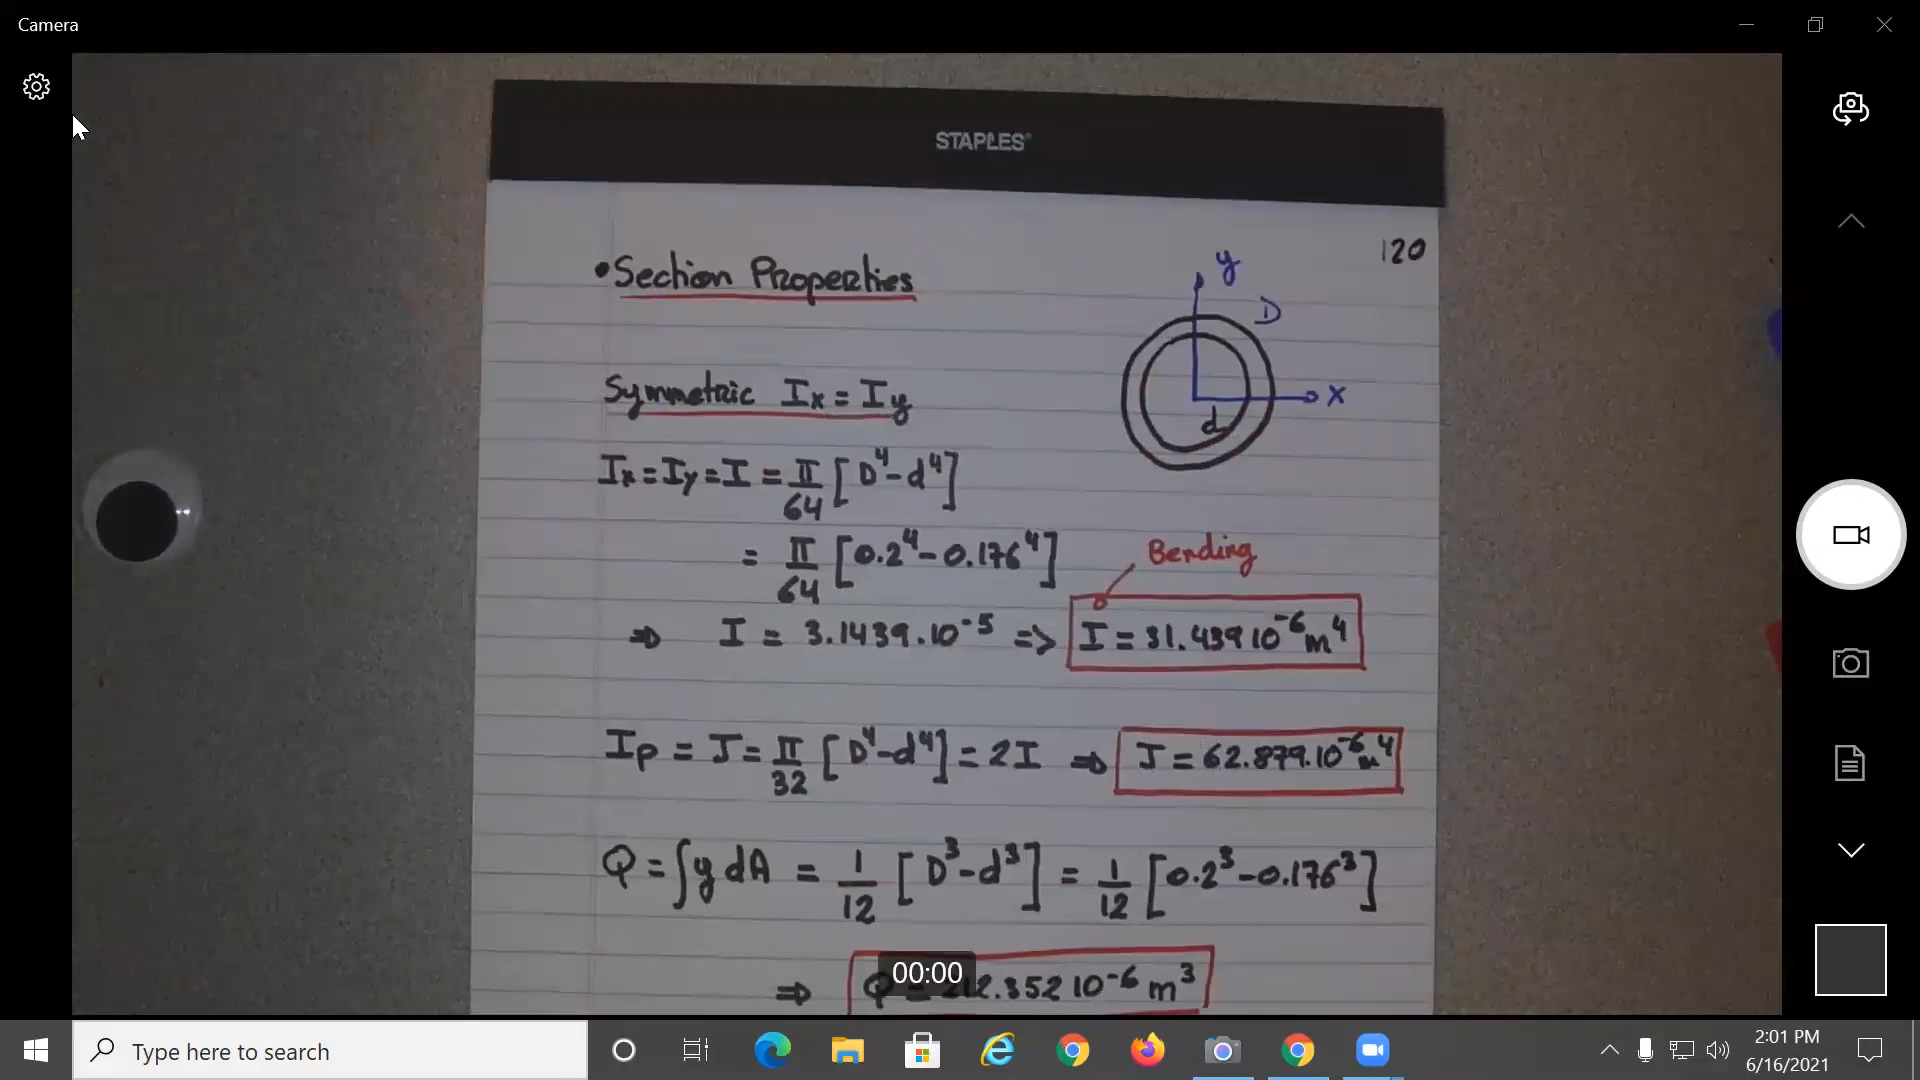 Camera
STAPLES
120
•Section Properties
y
D
x
d
Symmetric Ix = Iy
Ix = Iy = I = π/64 [D⁴ - d⁴]
= π/64 [0.2⁴ - 0.176⁴]
Bending
⇒ I = 3.1439.10⁻⁵ => I = 31.439 10⁻⁶ m⁴
Ip = J = π/32 [D⁴ - d⁴] = 2I ⇒ J = 62.879.10⁻⁶ m⁴
Q = ∫y dA = 1/12 [D³ - d³] = 1/12 [0.2³ - 0.176³]
⇒ Q = 212.352 10⁻⁶ m³
00:00
Type here to search
2:01 PM
6/16/2021